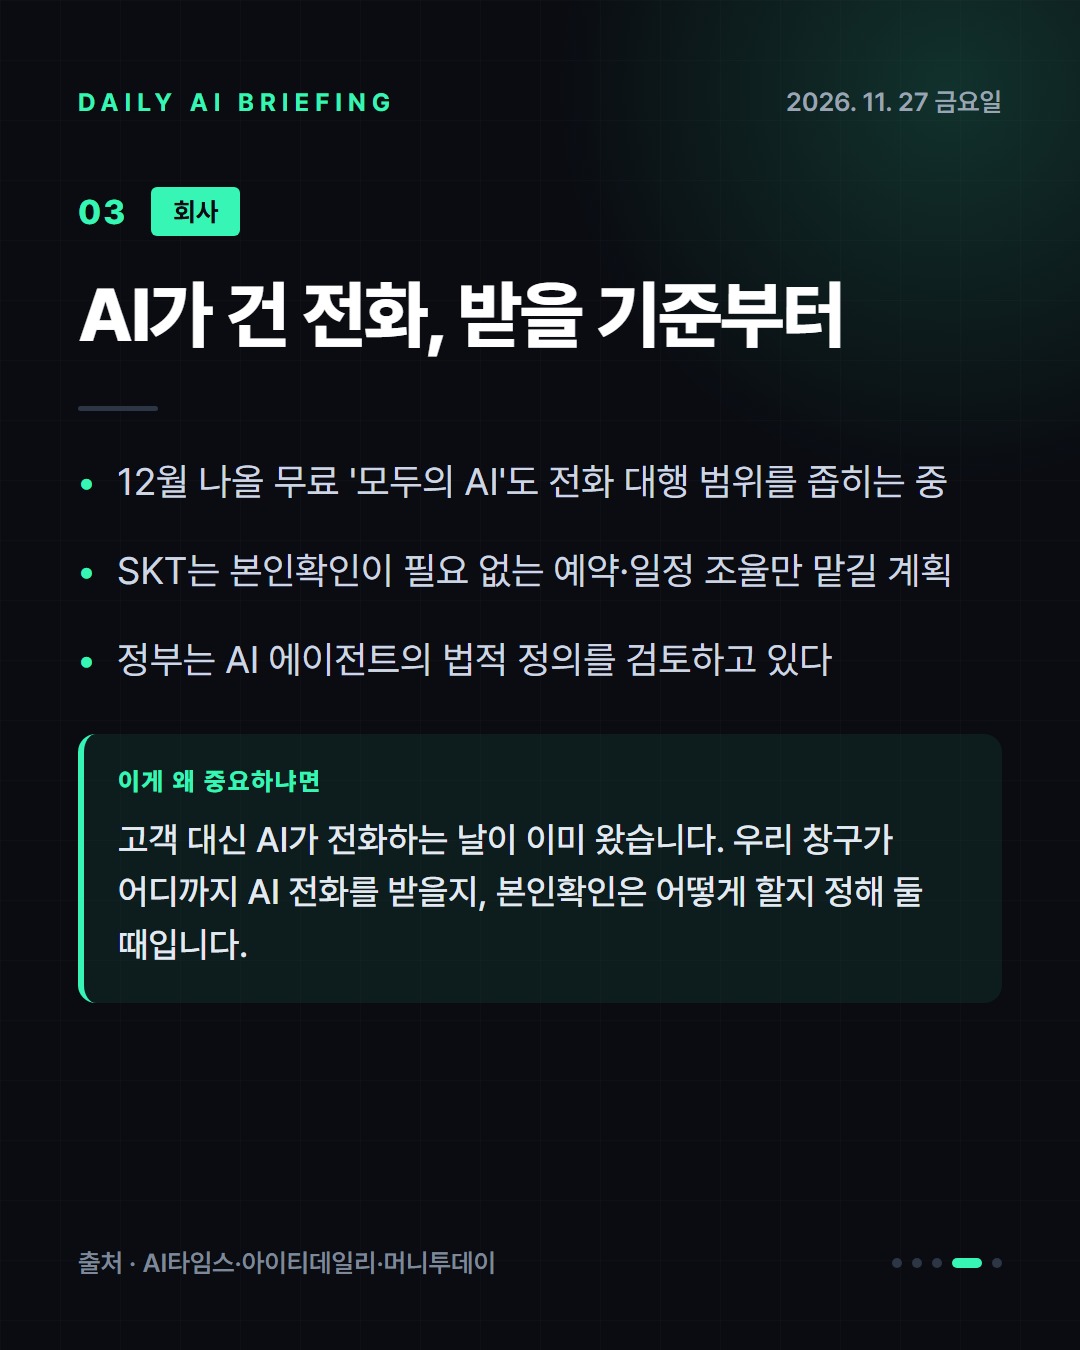 DAILY AI BRIEFING
2026. 11. 27 금요일
03 회사
AI가 건 전화, 받을 기준부터
• 12월 나올 무료 '모두의 AI'도 전화 대행 범위를 좁히는 중
• SKT는 본인확인이 필요 없는 예약·일정 조율만 맡길 계획
• 정부는 AI 에이전트의 법적 정의를 검토하고 있다
이게 왜 중요하냐면
고객 대신 AI가 전화하는 날이 이미 왔습니다. 우리 창구가
어디까지 AI 전화를 받을지, 본인확인은 어떻게 할지 정해 둘
때입니다.
출처 · AI타임스·아이티데일리·머니투데이